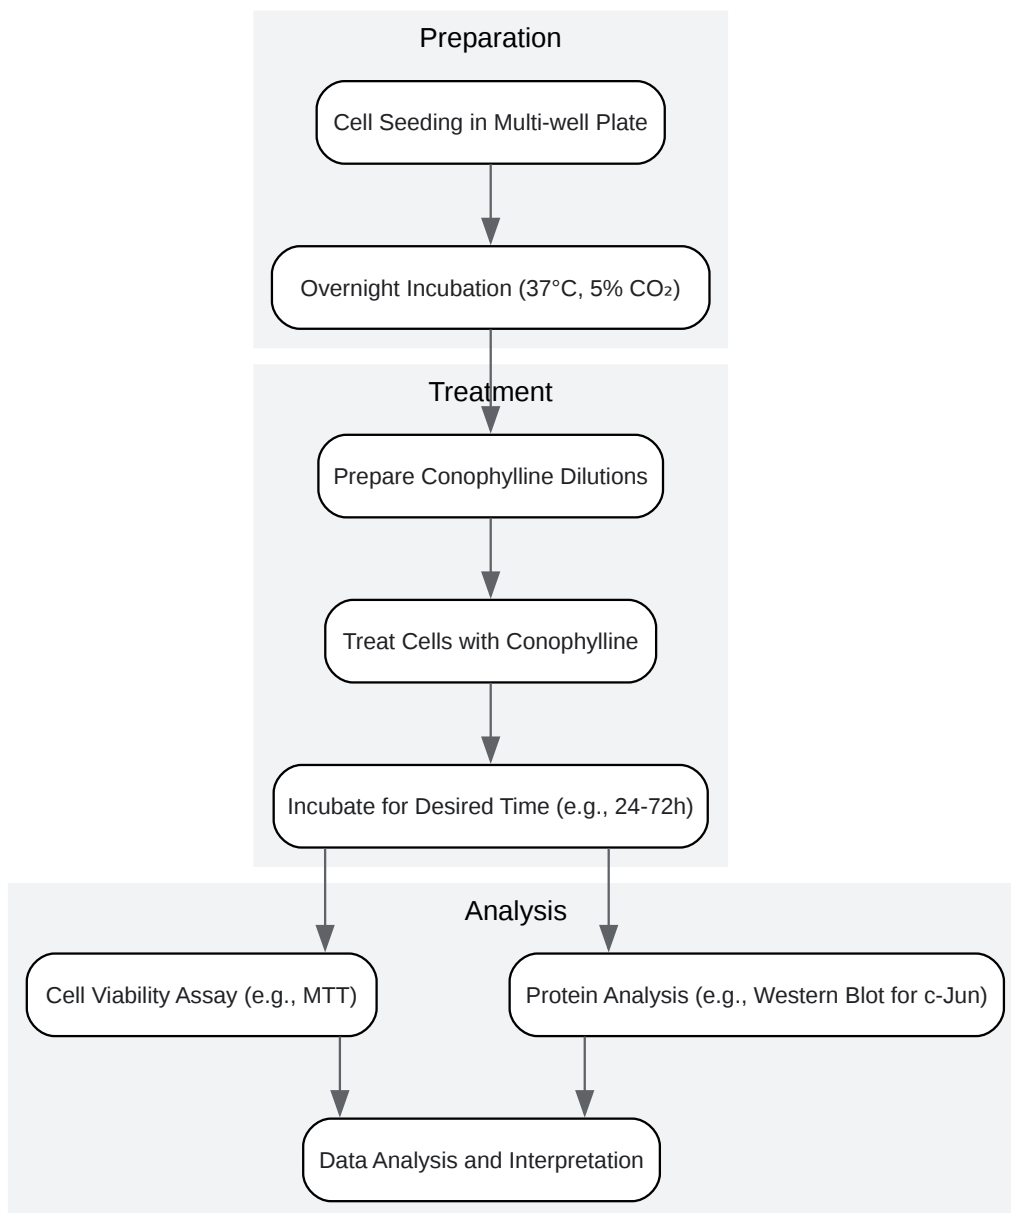 Preparation
Cell Seeding in Multi-well Plate
Overnight Incubation (37°C, 5% CO₂)
Treatment
Prepare Conophylline Dilutions
Treat Cells with Conophylline
Incubate for Desired Time (e.g., 24-72h)
Analysis
Cell Viability Assay (e.g., MTT)
Protein Analysis (e.g., Western Blot for c-Jun)
Data Analysis and Interpretation